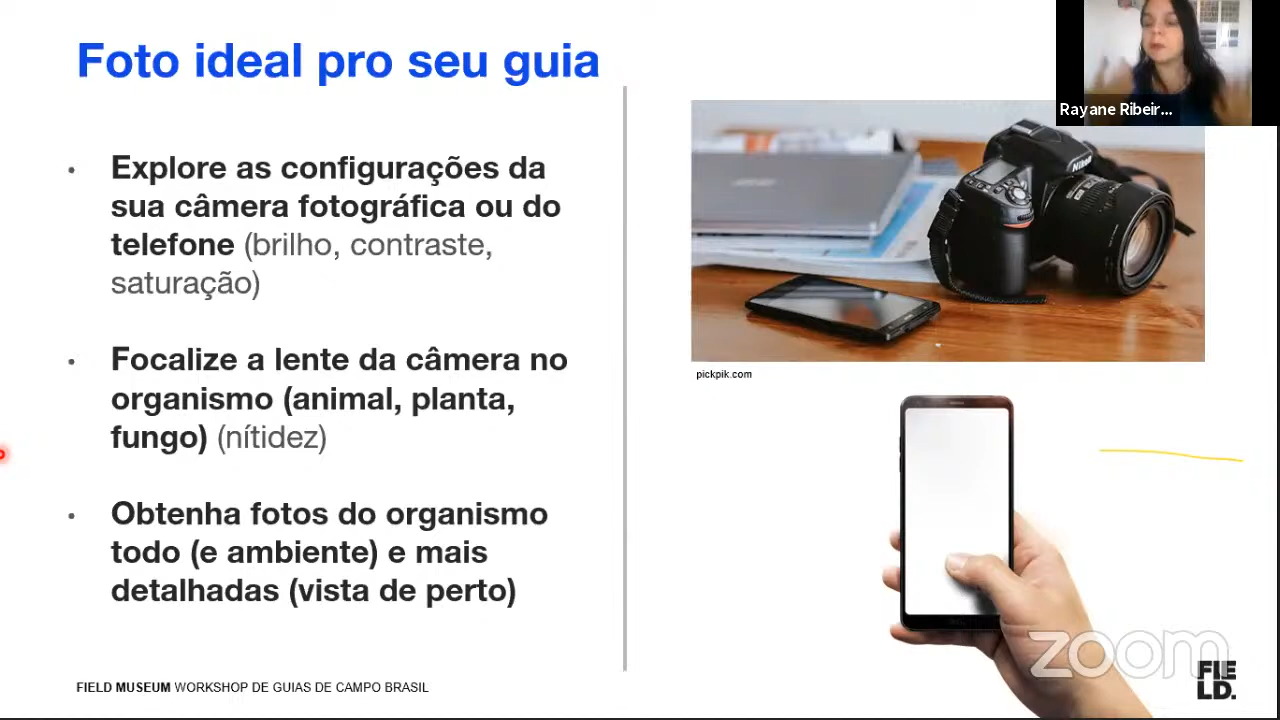 Foto ideal pro seu guia
Rayane Ribeir...
• Explore as configurações da
sua câmera fotográfica ou do
telefone (brilho, contraste,
saturação)
Nikon
pickpik.com
• Focalize a lente da câmera no
organismo (animal, planta,
fungo) (nítidez)
• Obtenha fotos do organismo
todo (e ambiente) e mais
detalhadas (vista de perto)
zoom
FIELD MUSEUM WORKSHOP DE GUIAS DE CAMPO BRASIL
FIE
LD.